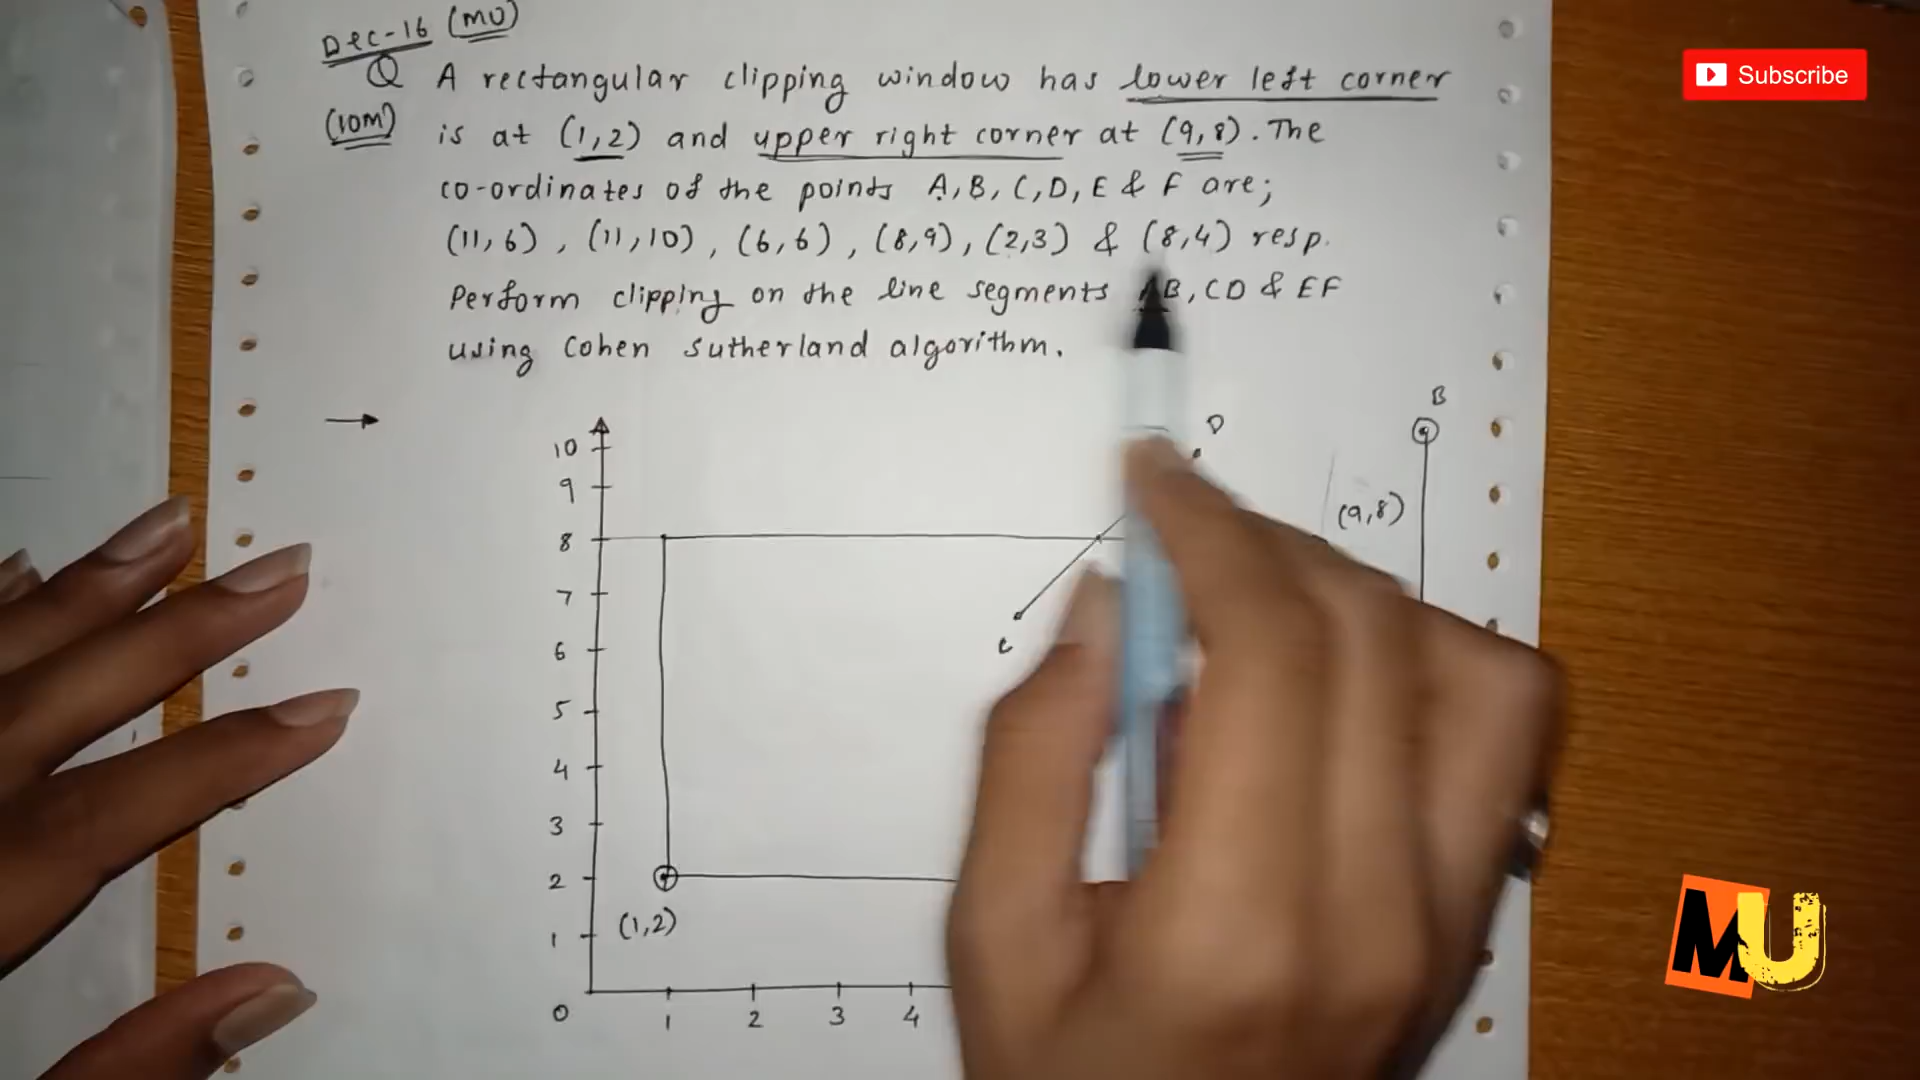 Dec-16 (MU)
Q A rectangular clipping window has lower left corner
(10M) is at (1,2) and upper right corner at (9,8). The
co-ordinates of the points A, B, C, D, E & F are;
(11,6), (11,10), (6,6), (8,9), (2,3) & (8,4) resp.
Perform clipping on the line segments AB, CD & EF
using Cohen Sutherland algorithm.
Subscribe
B
D
10
9
(9,8)
8
7
6
C
5
4
3
2
(1,2)
1
0 1 2 3 4
MU